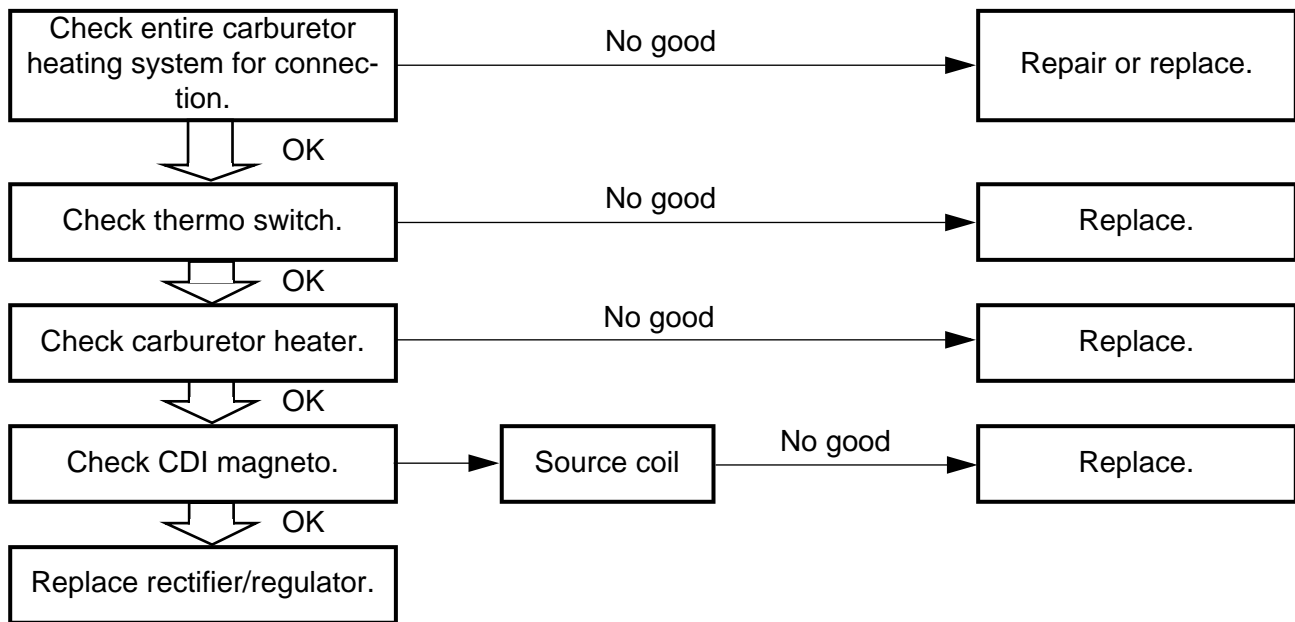 Check entire carburetor
heating system for connec-
tion.
No good
Repair or replace.
OK
Check thermo switch.
No good
Replace.
OK
Check carburetor heater.
No good
Replace.
OK
Check CDI magneto.
Source coil
No good
Replace.
OK
Replace rectifier/regulator.